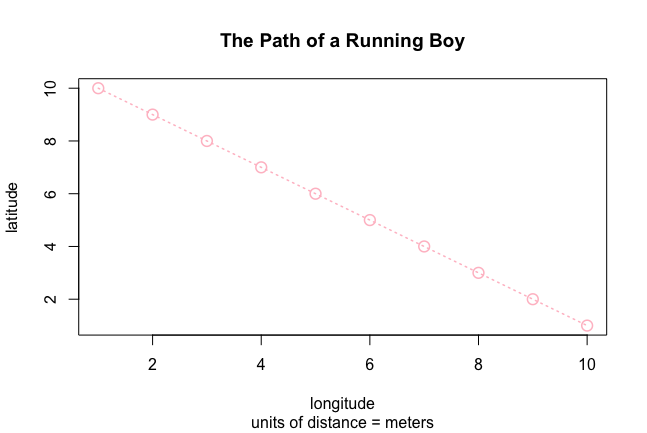 The Path of a Running Boy
10
8
6
4
2
latitude
2 4 6 8 10
longitude
units of distance = meters